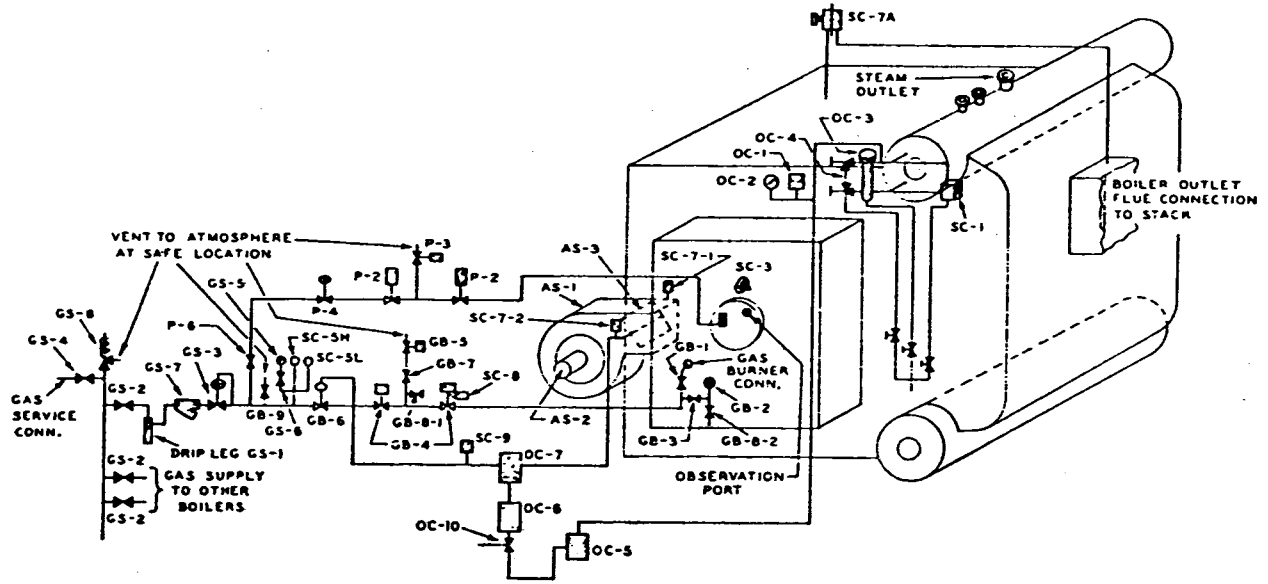 SC-7A
STEAM
OUTLET
OC-3
OC-4
OC-1
OC-2
SC-1
BOILER OUTLET
FLUE CONNECTION
TO STACK
VENT TO ATMOSPHERE
AT SAFE LOCATION
P-3
P-2
P-2
P-4
AS-3
AS-1
SC-7-1
SC-3
SC-7-2
GS-5
GS-8
GS-4
P-6
GS-3
GS-7
SC-5H
SC-5L
GB-5
GB-7
SC-8
GB-1
GAS
BURNER
CONN.
GS-2
GAS
SERVICE
CONN.
GB-9
GS-6
GB-6
GB-8-1
GB-4
AS-2
GB-3
GB-2
GB-8-2
DRIP LEG GS-1
SC-9
OC-7
GS-2
GAS SUPPLY
TO OTHER
BOILERS
GS-2
OBSERVATION
PORT
OC-6
OC-10
OC-5